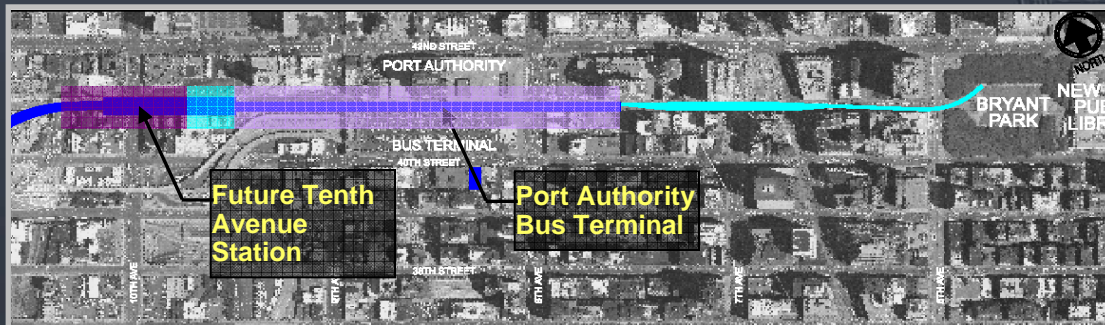 42ND STREET
PORT AUTHORITY
NORTH
NEW
BRYANT
PARK
PUB
LIBR
BUS TERMINAL
40TH STREET
Future Tenth
Avenue
Station
Port Authority
Bus Terminal
38TH STREET
10TH AVE
9TH AVE
8TH AVE
7TH AVE
6TH AVE